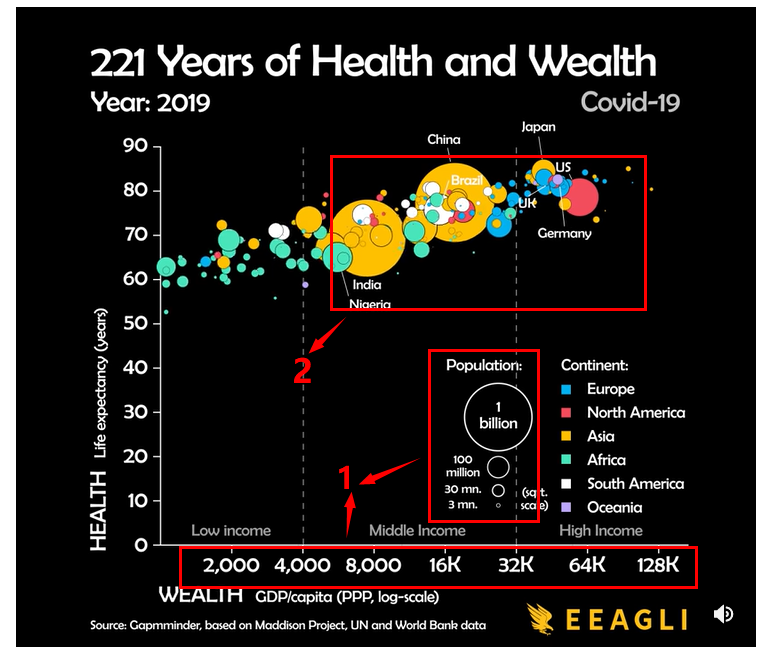 221 Years of Health and Wealth
Year: 2019
Covid-19
90
80
70
60
50
40
30
20
10
0
HEALTH Life expectancy (years)
China
Japan
Brazil
US
UK
Germany
India
Nigeria
2
1
Population:
1
billion
100
million
30 mn.
3 mn.
(sqrt.
scale)
Continent:
Europe
North America
Asia
Africa
South America
Oceania
Low income
Middle Income
High Income
2,000 4,000 8,000 16K 32K 64K 128K
WEALTH GDP/capita (PPP, log-scale)
Source: Gapmminder, based on Maddison Project, UN and World Bank data
EEAGLI